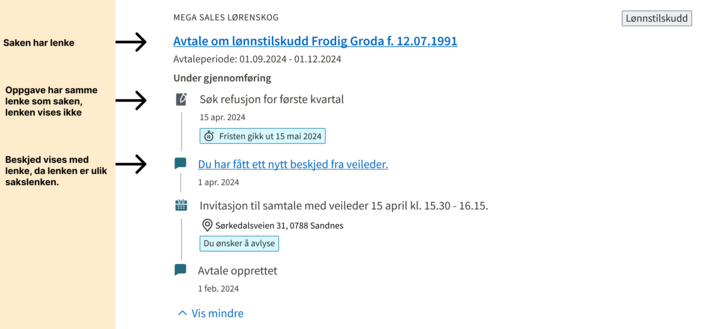 MEGA SALES LØRENSKOG
Lønnstilskudd
Saken har lenke
Avtale om lønnstilskudd Frodig Groda f. 12.07.1991
Avtaleperiode: 01.09.2024 - 01.12.2024
Under gjennomføring
Oppgave har samme
lenke som saken,
lenken vises ikke
Søk refusjon for første kvartal
15 apr. 2024
Fristen gikk ut 15 mai 2024
Beskjed vises med
lenke, da lenken er ulik
sakslenken.
Du har fått ett nytt beskjed fra veileder.
1 apr. 2024
Invitasjon til samtale med veileder 15 april kl. 15.30 - 16.15.
Sørkedalsveien 31, 0788 Sandnes
Du ønsker å avlyse
Avtale opprettet
1 feb. 2024
Vis mindre